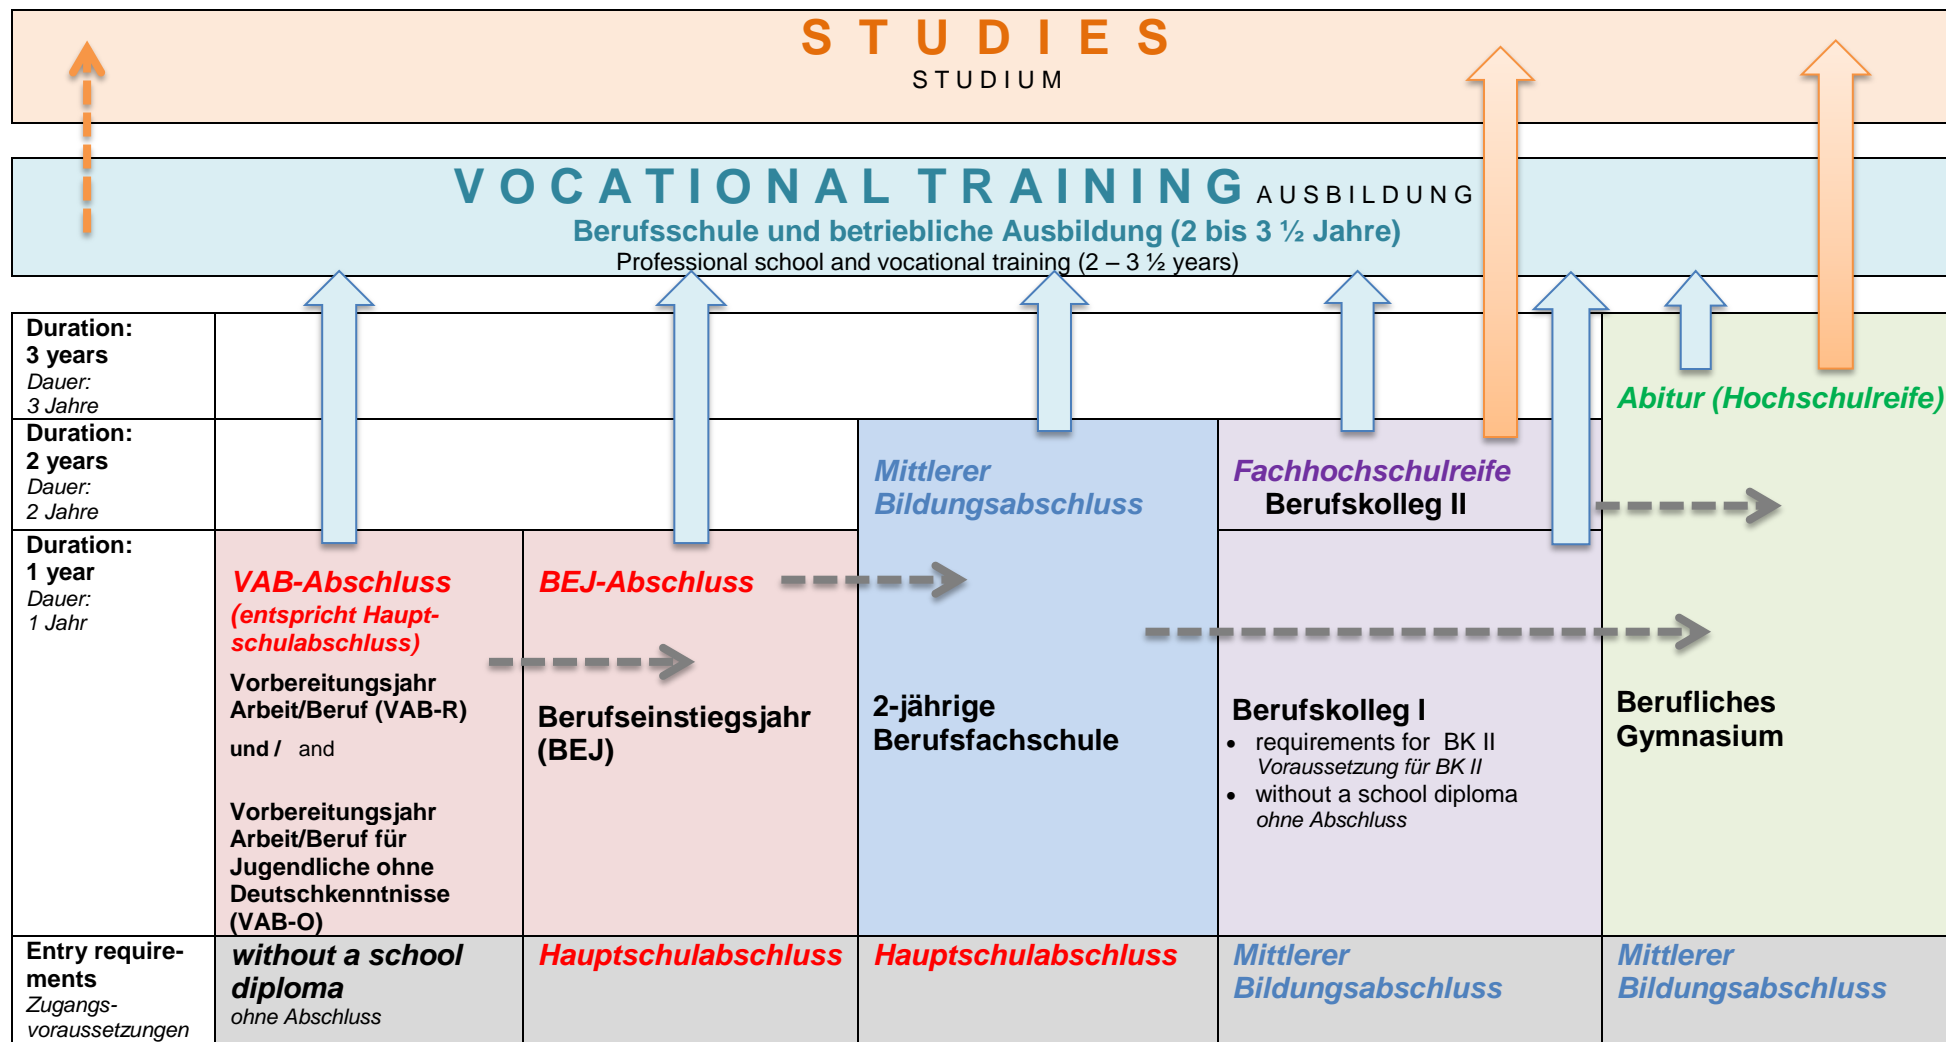 STUDIES
STUDIUM
VOCATIONAL TRAINING AUSBILDUNG
Berufsschule und betriebliche Ausbildung (2 bis 3 ½ Jahre)
Professional school and vocational training (2 – 3 ½ years)
Duration:
3 years
Dauer:
3 Jahre
Abitur (Hochschulreife)
Duration:
2 years
Dauer:
2 Jahre
Mittlerer
Bildungsabschluss
Fachhochschulreife
Berufskolleg II
Duration:
1 year
Dauer:
1 Jahr
VAB-Abschluss
(entspricht Haupt-
schulabschluss)
Vorbereitungsjahr
Arbeit/Beruf (VAB-R)
und / and
Vorbereitungsjahr
Arbeit/Beruf für
Jugendliche ohne
Deutschkenntnisse
(VAB-O)
BEJ-Abschluss
Berufseinstiegsjahr
(BEJ)
2-jährige
Berufsfachschule
Berufskolleg I
• requirements for BK II
Voraussetzung für BK II
• without a school diploma
ohne Abschluss
Berufliches
Gymnasium
Entry require-
ments
Zugangs-
voraussetzungen
without a school
diploma
ohne Abschluss
Hauptschulabschluss
Hauptschulabschluss
Mittlerer
Bildungsabschluss
Mittlerer
Bildungsabschluss